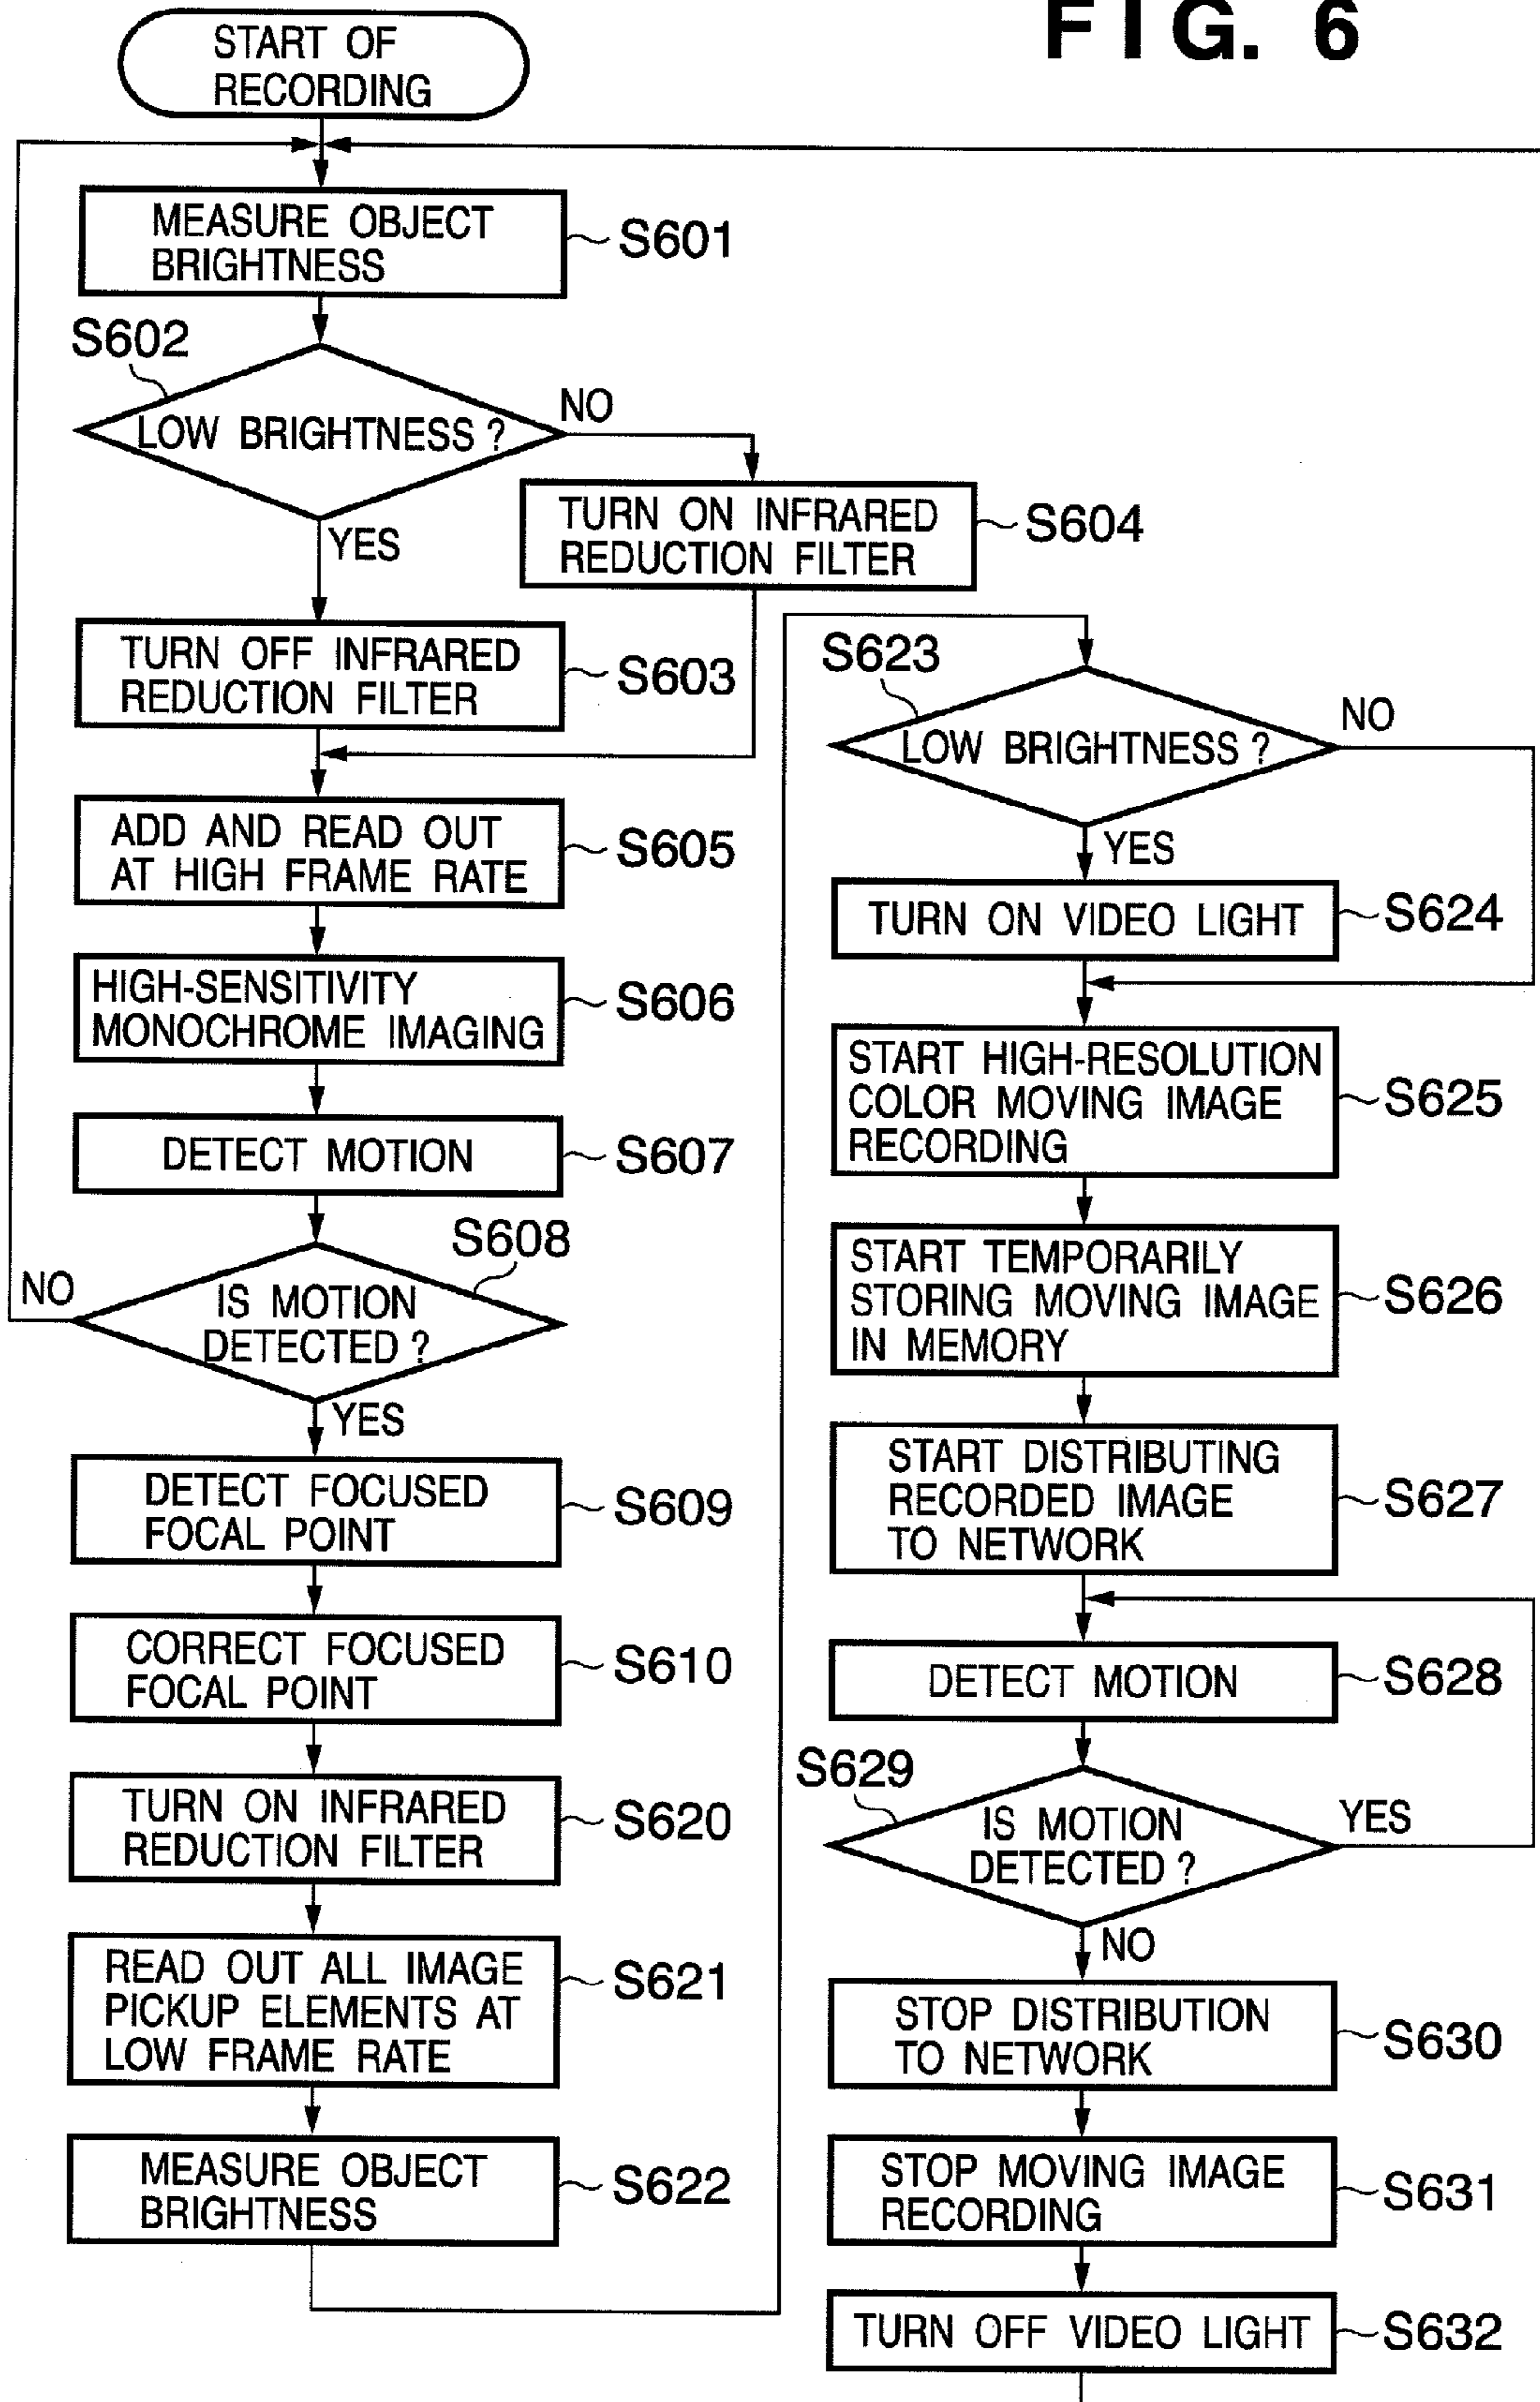 FIG. 6
START OF
RECORDING
MEASURE OBJECT
BRIGHTNESS
S601
S602
LOW BRIGHTNESS?
NO
YES
TURN ON INFRARED
REDUCTION FILTER
S604
TURN OFF INFRARED
REDUCTION FILTER
S603
ADD AND READ OUT
AT HIGH FRAME RATE
S605
HIGH-SENSITIVITY
MONOCHROME IMAGING
S606
DETECT MOTION
S607
S608
IS MOTION
DETECTED?
NO
YES
DETECT FOCUSED
FOCAL POINT
S609
CORRECT FOCUSED
FOCAL POINT
S610
TURN ON INFRARED
REDUCTION FILTER
S620
READ OUT ALL IMAGE
PICKUP ELEMENTS AT
LOW FRAME RATE
S621
MEASURE OBJECT
BRIGHTNESS
S622
S623
LOW BRIGHTNESS?
NO
YES
TURN ON VIDEO LIGHT
S624
START HIGH-RESOLUTION
COLOR MOVING IMAGE
RECORDING
S625
START TEMPORARILY
STORING MOVING IMAGE
IN MEMORY
S626
START DISTRIBUTING
RECORDED IMAGE
TO NETWORK
S627
DETECT MOTION
S628
S629
IS MOTION
DETECTED?
YES
NO
STOP DISTRIBUTION
TO NETWORK
S630
STOP MOVING IMAGE
RECORDING
S631
TURN OFF VIDEO LIGHT
S632